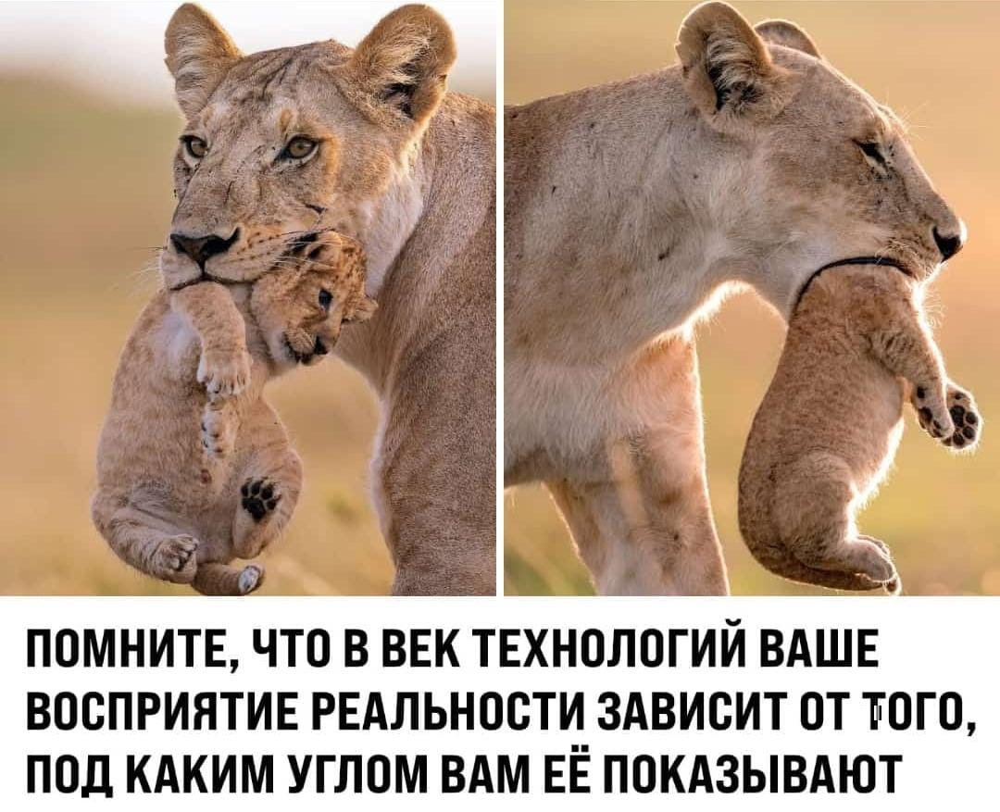 ПОМНИТЕ, ЧТО В ВЕК ТЕХНОЛОГИЙ ВАШЕ
ВОСПРИЯТИЕ РЕАЛЬНОСТИ ЗАВИСИТ ОТ ТОГО,
ПОД КАКИМ УГЛОМ ВАМ ЕЁ ПОКАЗЫВАЮТ